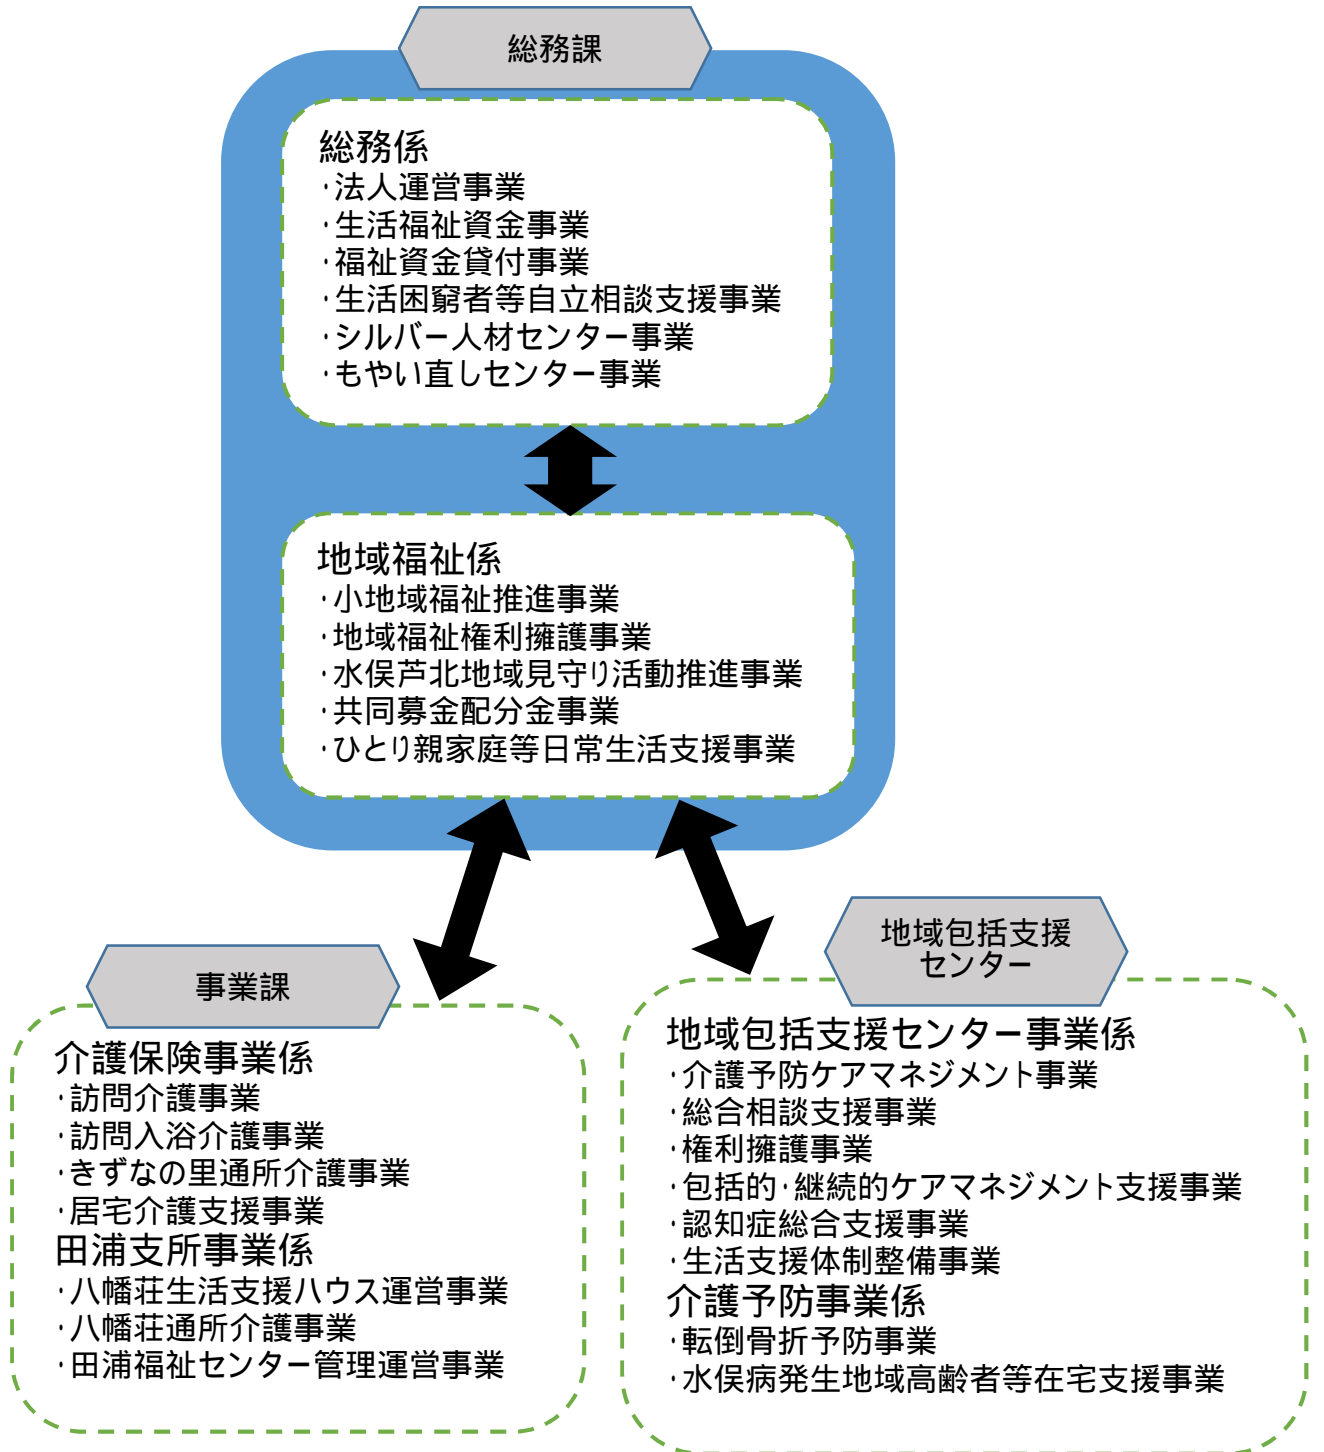 総務課
総務係
・法人運営事業
・生活福祉資金事業
・福祉資金貸付事業
・生活困窮者等自立相談支援事業
・シルバー人材センター事業
・もやい直しセンター事業
地域福祉係
・小地域福祉推進事業
・地域福祉権利擁護事業
・水俣芦北地域見守り活動推進事業
・共同募金配分金事業
・ひとり親家庭等日常生活支援事業
事業課
介護保険事業係
・訪問介護事業
・訪問入浴介護事業
・きずなの里通所介護事業
・居宅介護支援事業
田浦支所事業係
・八幡荘生活支援ハウス運営事業
・八幡荘通所介護事業
・田浦福祉センター管理運営事業
地域包括支援
センター
地域包括支援センター事業係
・介護予防ケアマネジメント事業
・総合相談支援事業
・権利擁護事業
・包括的・継続的ケアマネジメント支援事業
・認知症総合支援事業
・生活支援体制整備事業
介護予防事業係
・転倒骨折予防事業
・水俣病発生地域高齢者等在宅支援事業